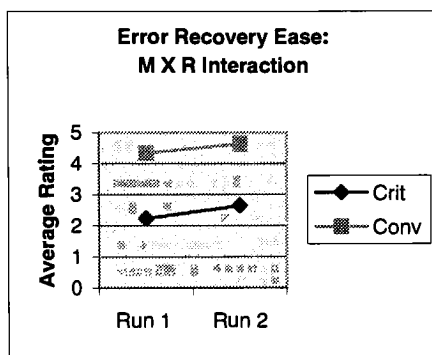 Error Recovery Ease:
M X R Interaction
Average Rating
5
4
3
2
1
0
Run 1 Run 2
Crit
Conv